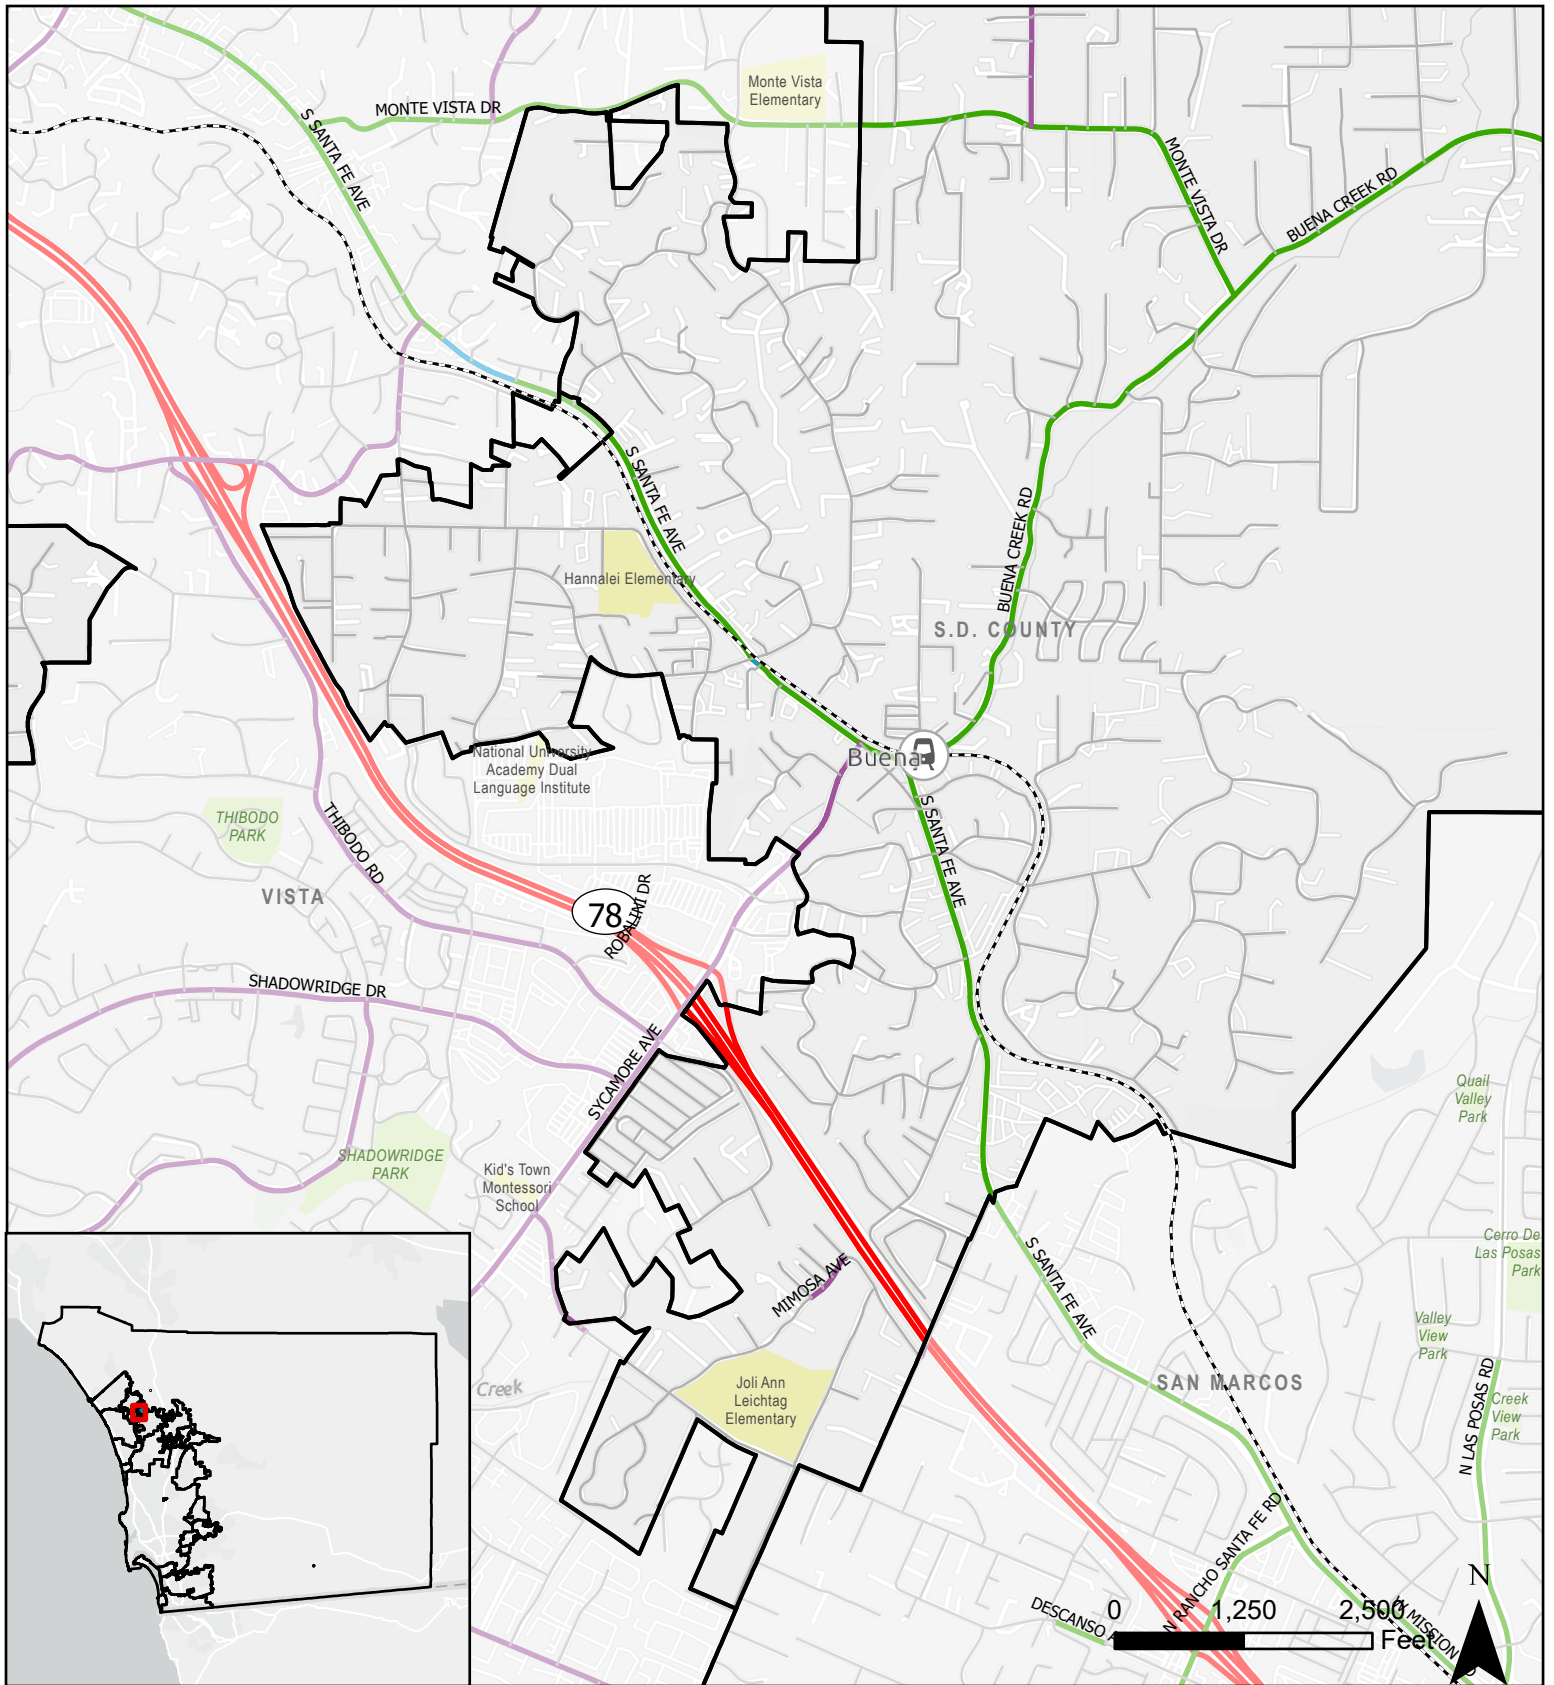 Monte Vista
Elementary
MONTE VISTA DR
S SANTA FE AVE
MONTE VISTA DR
BUENA CREEK RD
S SANTA FE AVE
BUENA CREEK RD
Hannalei Elementary
S.D. COUNTY
National University
Academy Dual
Language Institute
Buena
THIBODO
PARK
THIBODO RD
S SANTA FE AVE
VISTA
78
ROBALINI DR
SHADOWRIDGE DR
SYCAMORE AVE
Quail
Valley
Park
SHADOWRIDGE
PARK
Kid's Town
Montessori
School
S SANTA FE AVE
MIMOSA AVE
Cerro De
Las Posas
Park
Valley
View
Park
Creek
Joli Ann
Leichtag
Elementary
SAN MARCOS
N LAS POSAS RD
Creek
View
Park
N RANCHO SANTA FE RD
DESCANSO
N MISSION
N
0 1,250 2,500
Feet